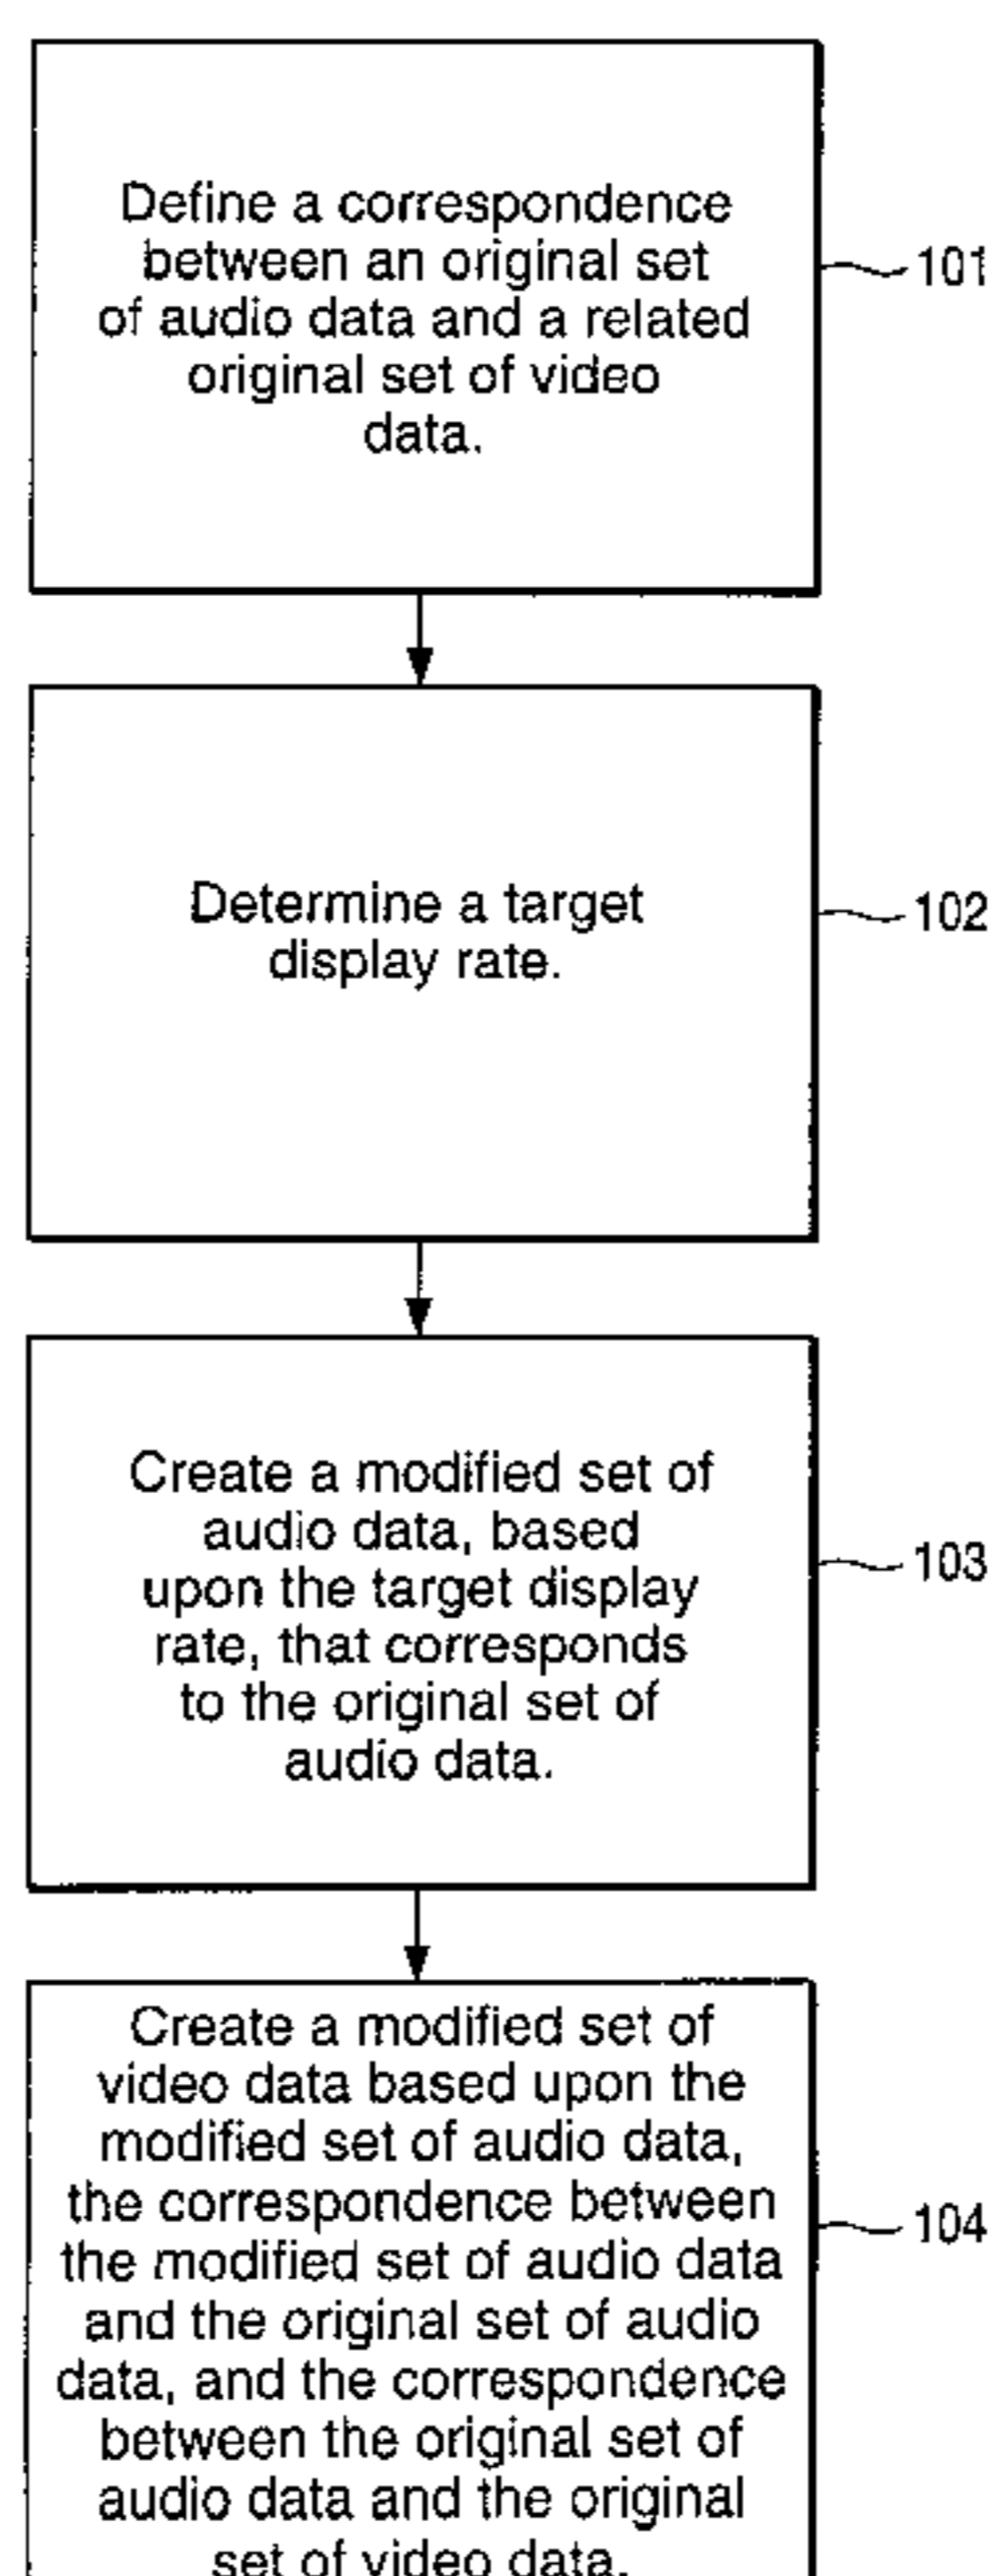 Define a correspondence
between an original set
of audio data and a related
original set of video
data.
101
Determine a target
display rate.
102
Create a modified set of
audio data, based
upon the target display
rate, that corresponds
to the original set of
audio data.
103
Create a modified set of
video data based upon the
modified set of audio data,
the correspondence between
the modified set of audio data
and the original set of audio
data, and the correspondence
between the original set of
audio data and the original
set of video data.
104